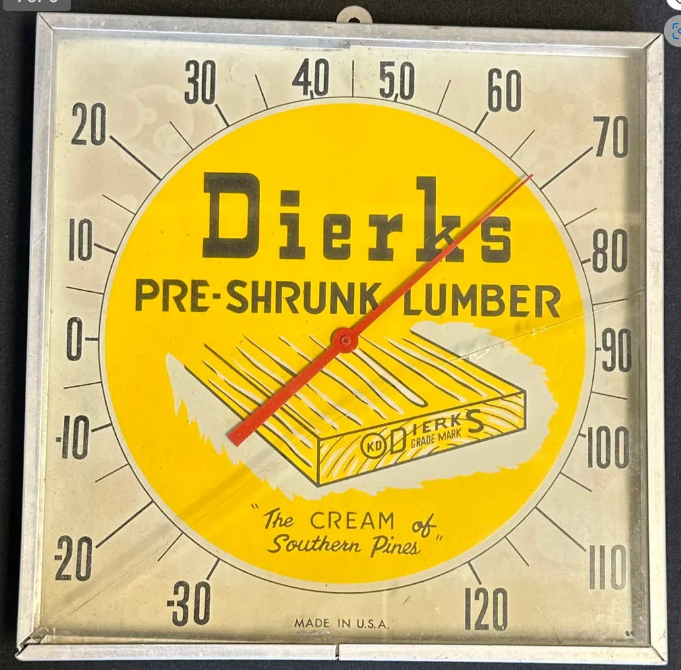 30 40 50 60
20 70
Dierks
10 80
PRE-SHRUNK LUMBER
0 90
KD DIERKS
GRADE MARK
-10 100
"The CREAM of
Southern Pines"
-20 110
-30 120
MADE IN U.S.A.